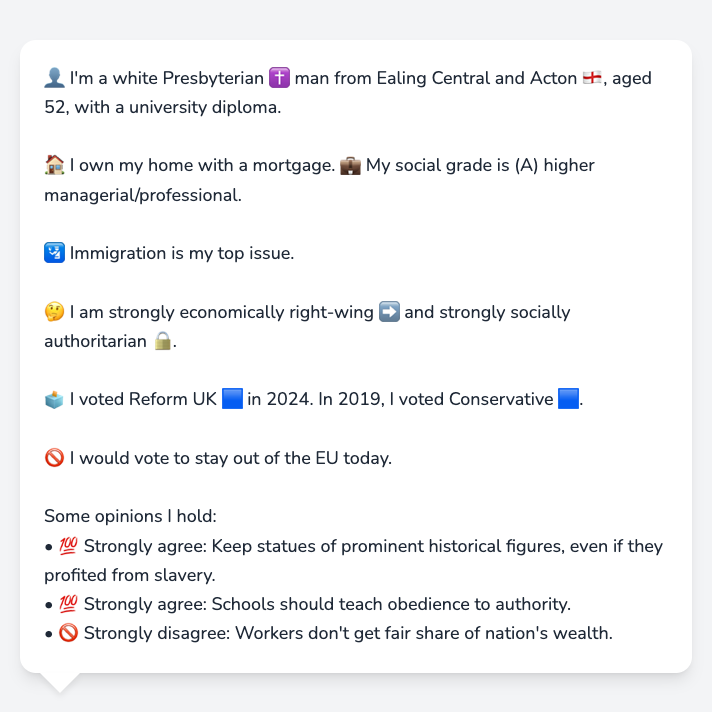 👤 I'm a white Presbyterian ✝️ man from Ealing Central and Acton 🏴󠁧󠁢󠁥󠁮󠁧󠁿, aged
52, with a university diploma.
🏠 I own my home with a mortgage. 💼 My social grade is (A) higher
managerial/professional.
🛂 Immigration is my top issue.
🤔 I am strongly economically right-wing ➡️ and strongly socially
authoritarian 🔒.
🗳️ I voted Reform UK 🟦 in 2024. In 2019, I voted Conservative 🟦.
🚫 I would vote to stay out of the EU today.
Some opinions I hold:
• 💯 Strongly agree: Keep statues of prominent historical figures, even if they
profited from slavery.
• 💯 Strongly agree: Schools should teach obedience to authority.
• 🚫 Strongly disagree: Workers don't get fair share of nation's wealth.